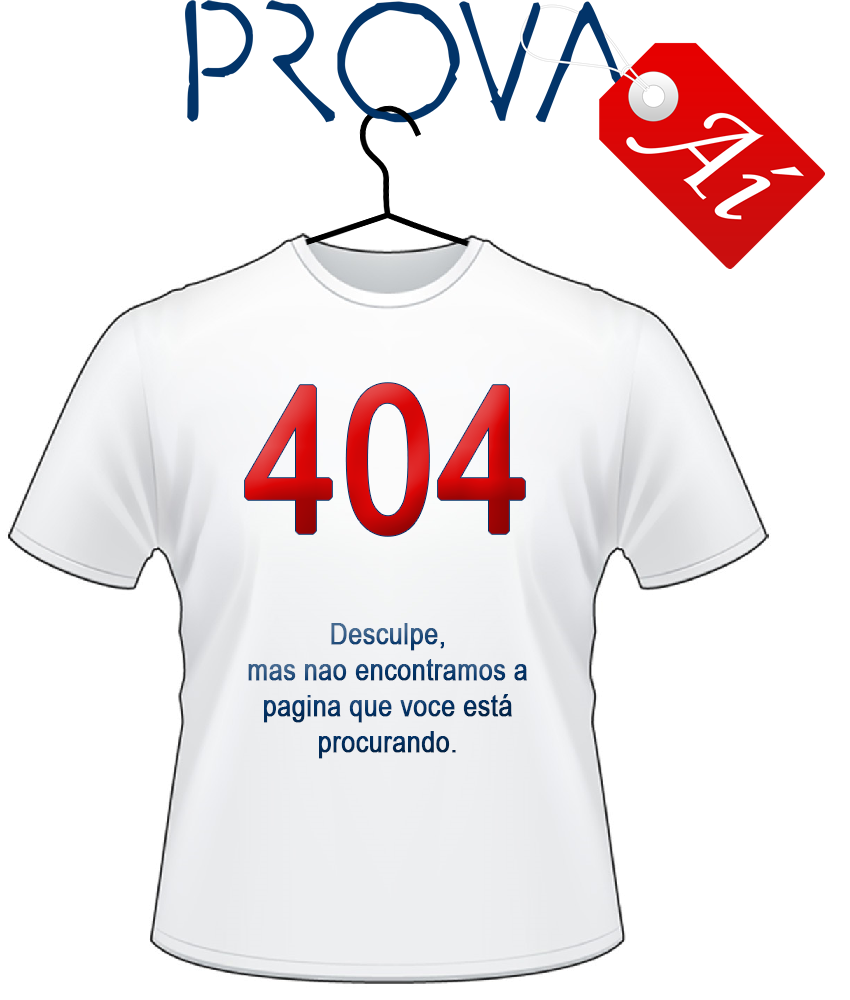 PROVA
Aí
404
Desculpe,
mas nao encontramos a
pagina que voce está
procurando.